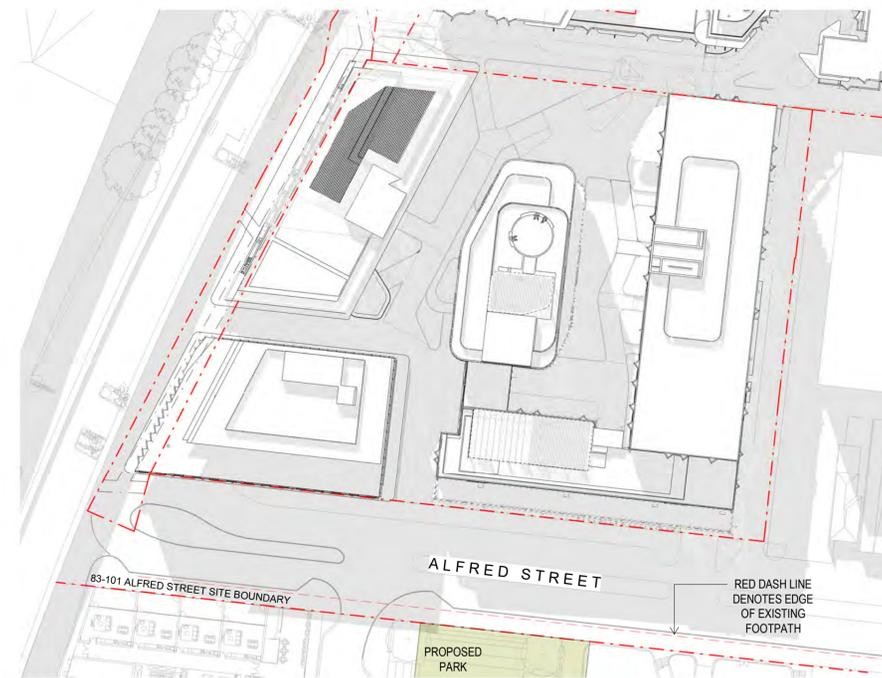 ALFRED STREET
83-101 ALFRED STREET SITE BOUNDARY
RED DASH LINE
DENOTES EDGE
OF EXISTING
FOOTPATH
PROPOSED
PARK